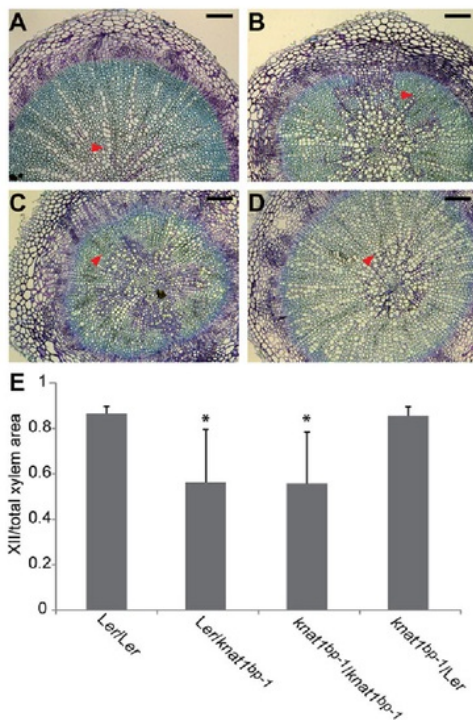 A
B
C
D
E
XII/total xylem area
1
0.8
0.6
0.4
0.2
0
*
*
Ler/Ler
Ler/knat1bp-1
knat1bp-1/knat1bp-1
knat1bp-1/Ler